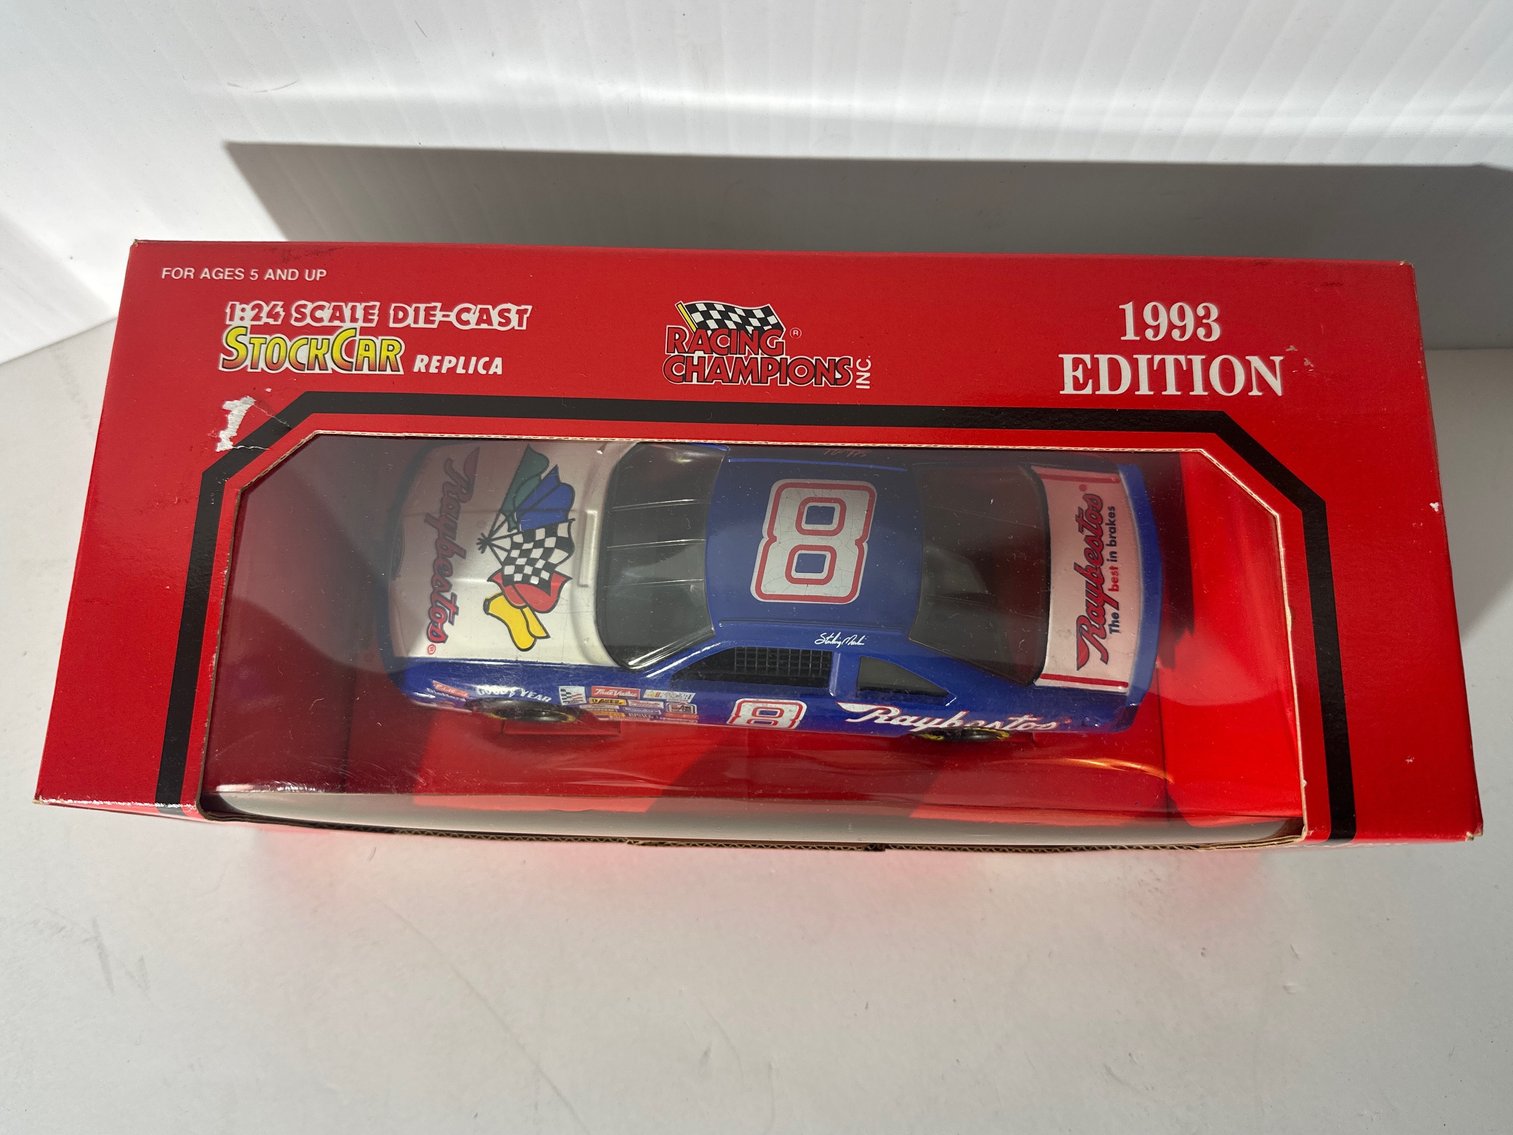 FOR AGES 5 AND UP
1:24 SCALE DIE-CAST
STOCKCAR REPLICA
RACING ®
CHAMPIONS INC.
1993
EDITION
Raybestos®
8
Raybestos®
The best in brakes
GOODYEAR
8
Raybestos